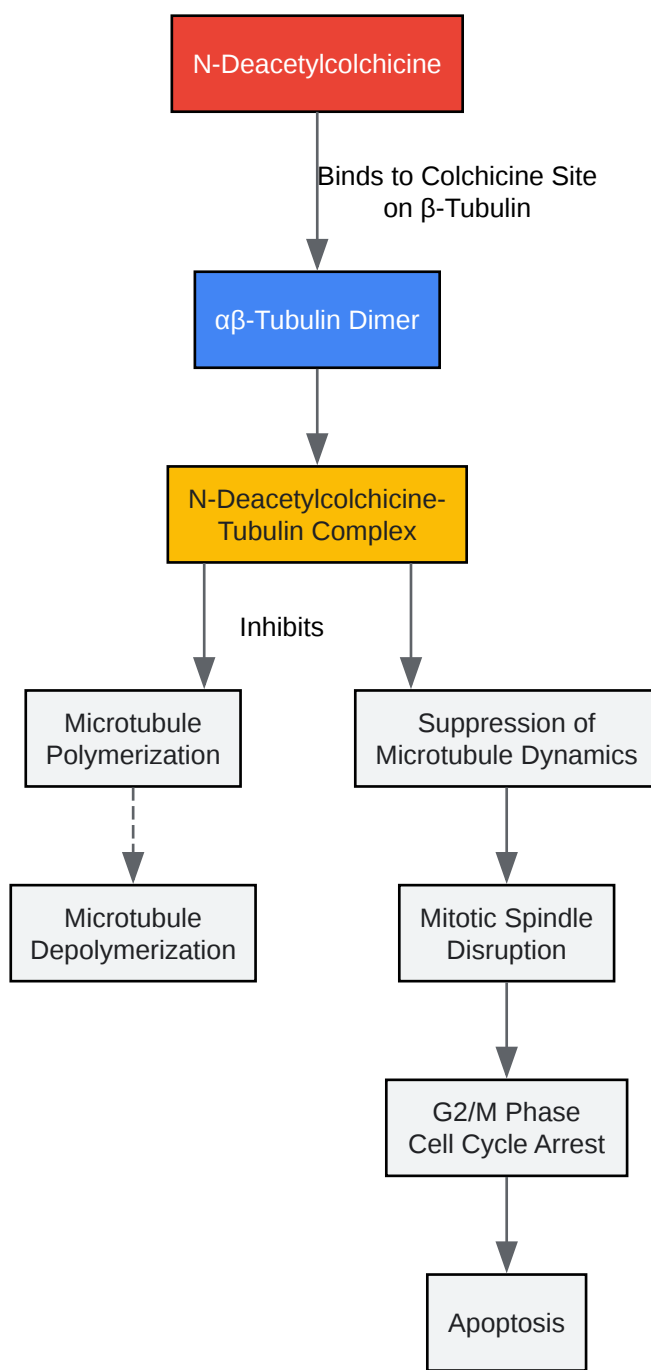 N-Deacetylcolchicine
Binds to Colchicine Site
on β-Tubulin
αβ-Tubulin Dimer
N-Deacetylcolchicine-
Tubulin Complex
Inhibits
Microtubule
Polymerization
Suppression of
Microtubule Dynamics
Microtubule
Depolymerization
Mitotic Spindle
Disruption
G2/M Phase
Cell Cycle Arrest
Apoptosis